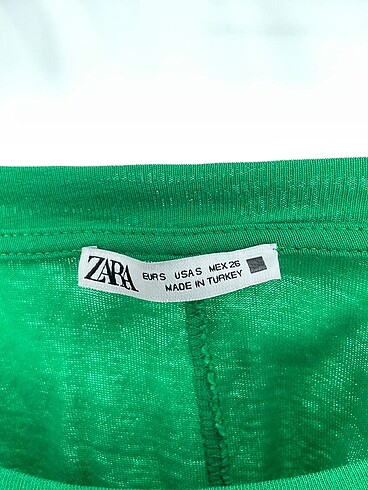 ZARA
EUR S USA S MEX 26
MADE IN TURKEY